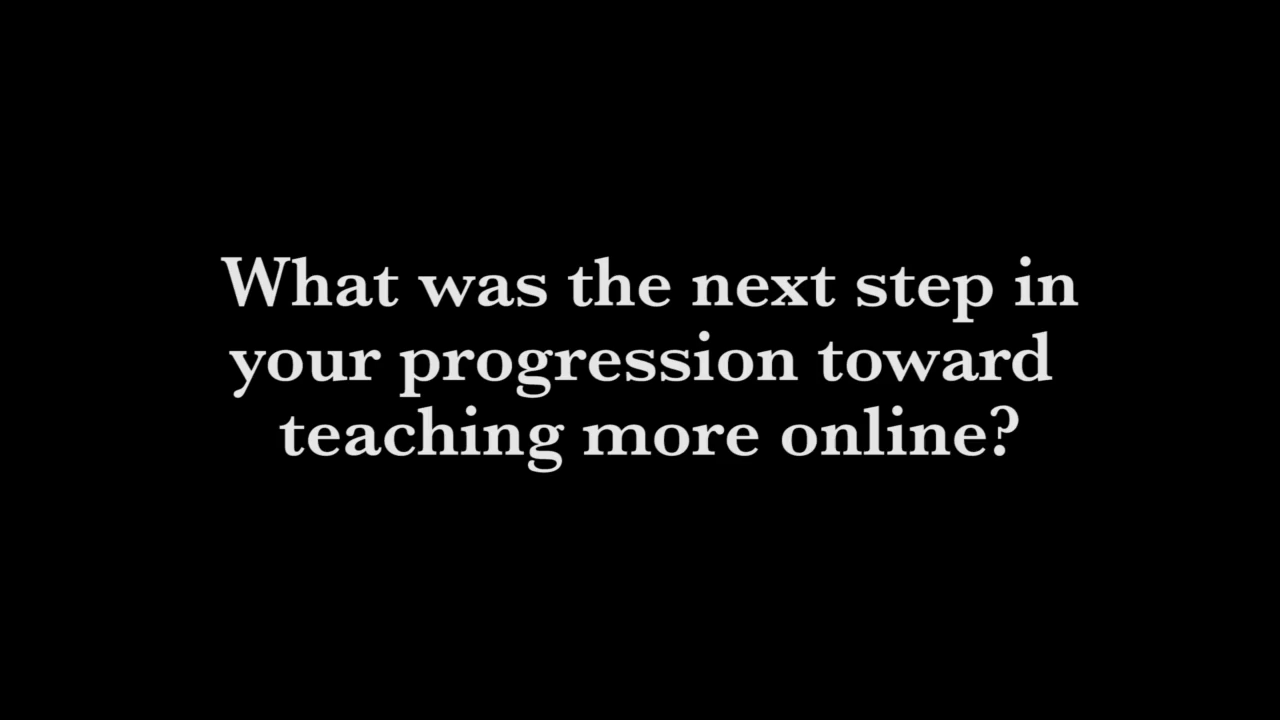 What was the next step in
your progression toward
teaching more online?